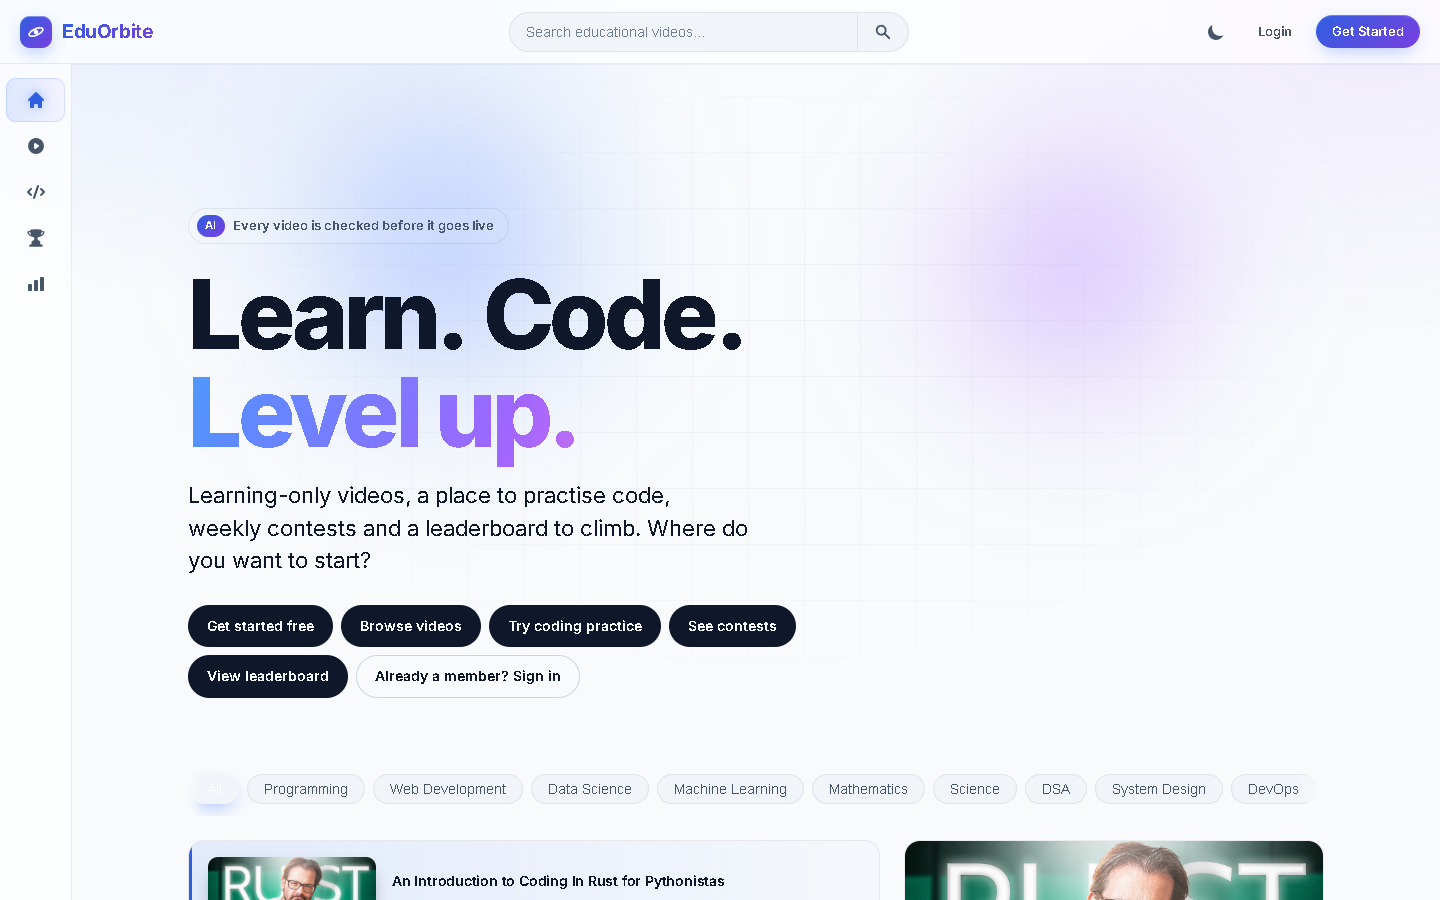 EduOrbite
Search educational videos...
Login
Get Started
AI Every video is checked before it goes live
Learn. Code.
Level up.
Learning-only videos, a place to practise code,
weekly contests and a leaderboard to climb. Where do
you want to start?
Get started free
Browse videos
Try coding practice
See contests
View leaderboard
Already a member? Sign in
All
Programming
Web Development
Data Science
Machine Learning
Mathematics
Science
DSA
System Design
DevOps
RUST
An Introduction to Coding In Rust for Pythonistas
RUST